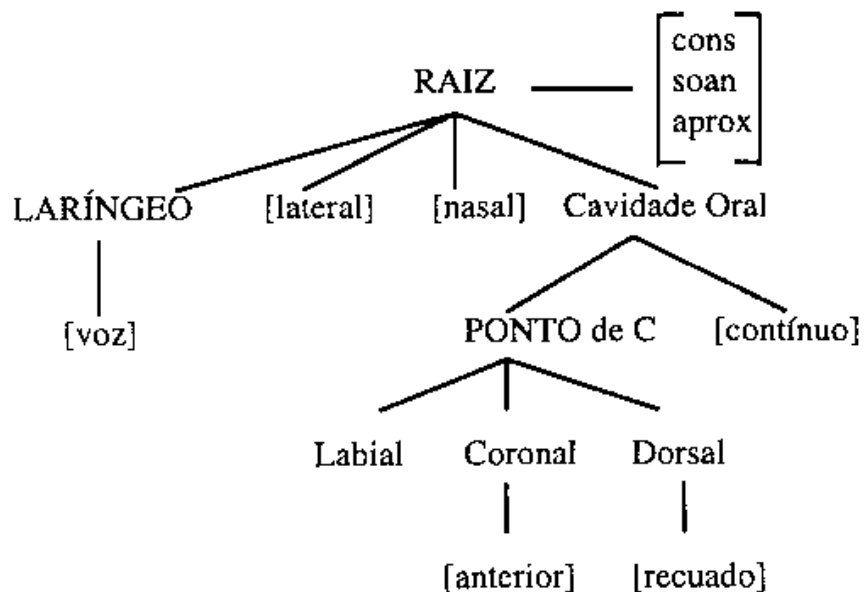 cons
RAIZ soan
aprox
LARÍNGEO [lateral] [nasal] Cavidade Oral
[voz] PONTO de C [contínuo]
Labial Coronal Dorsal
[anterior] [recuado]